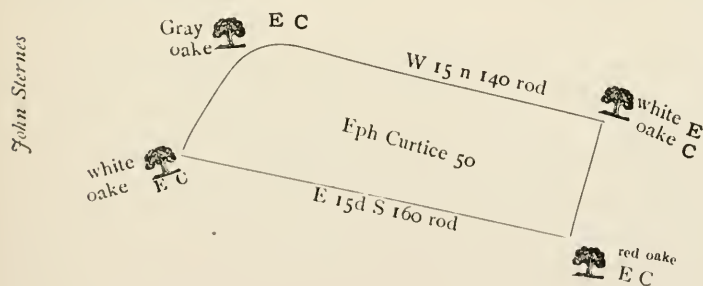 John Sternes
Gray
oake
E C
W 15 n 140 rod
white E
oake C
Eph Curtice 50
white
oake
E C
E 15d S 160 rod
red oake
E C